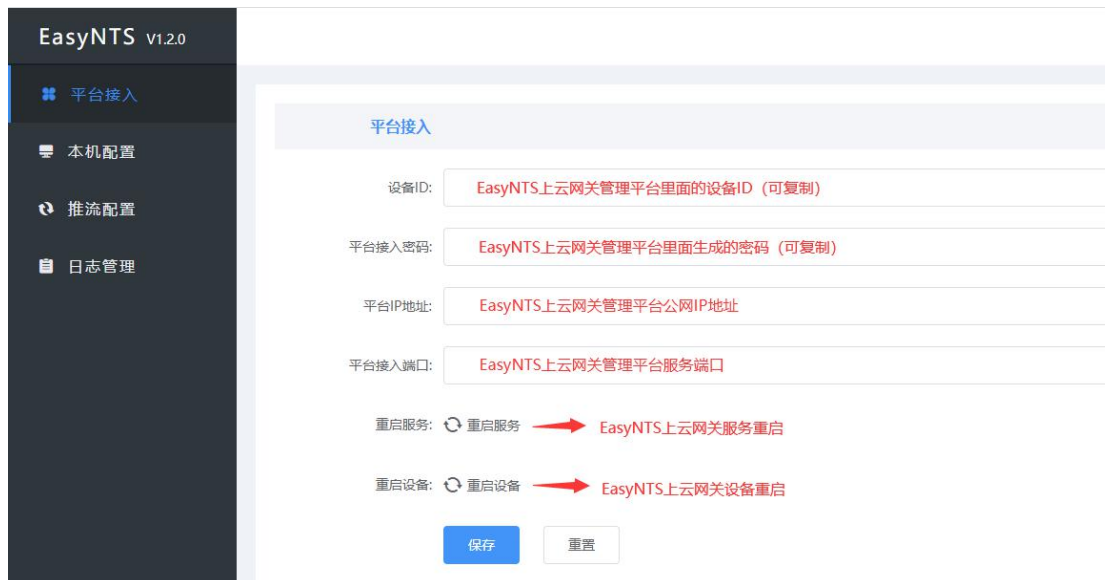 EasyNTS V1.2.0
平台接入
本机配置
推流配置
日志管理
平台接入
设备ID: EasyNTS上云网关管理平台里面的设备ID（可复制）
平台接入密码: EasyNTS上云网关管理平台里面生成的密码（可复制）
平台IP地址: EasyNTS上云网关管理平台公网IP地址
平台接入端口: EasyNTS上云网关管理平台服务端口
重启服务: 重启服务 EasyNTS上云网关服务重启
重启设备: 重启设备 EasyNTS上云网关设备重启
保存 重置